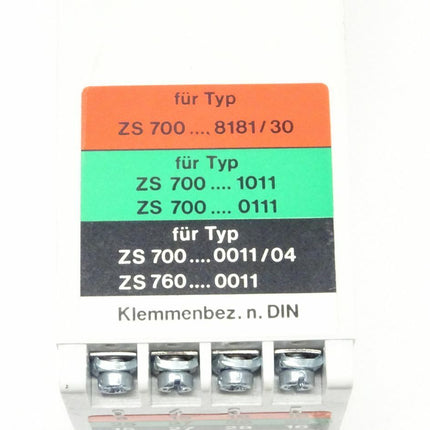 für Typ
ZS 700 .... 8181/30
für Typ
ZS 700 .... 1011
ZS 700 .... 0111
für Typ
ZS 700 .... 0011/04
ZS 760 .... 0011
Klemmenbez. n. DIN